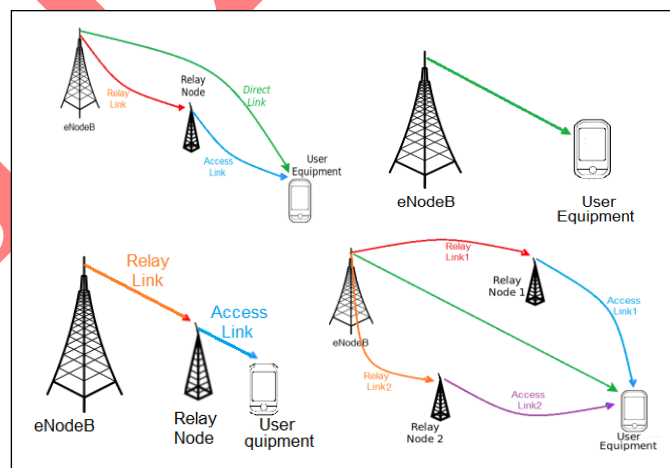 Relay
Node
Direct
Link
Relay
Link
eNodeB
Access
Link
User
Equipment
eNodeB
User
Equipment
Relay
Link
Access
Link
eNodeB
Relay
Node
User
quipment
Relay
Link1
Relay
Node 1
Access
Link1
eNodeB
Relay
Link2
Access
Link2
Relay
Node 2
User
Equipment